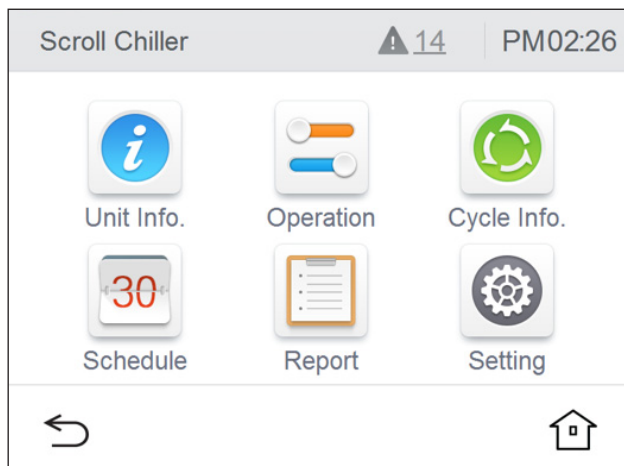 Scroll Chiller 14 PM02:26
i
Unit Info. Operation Cycle Info.
30
Schedule Report Setting